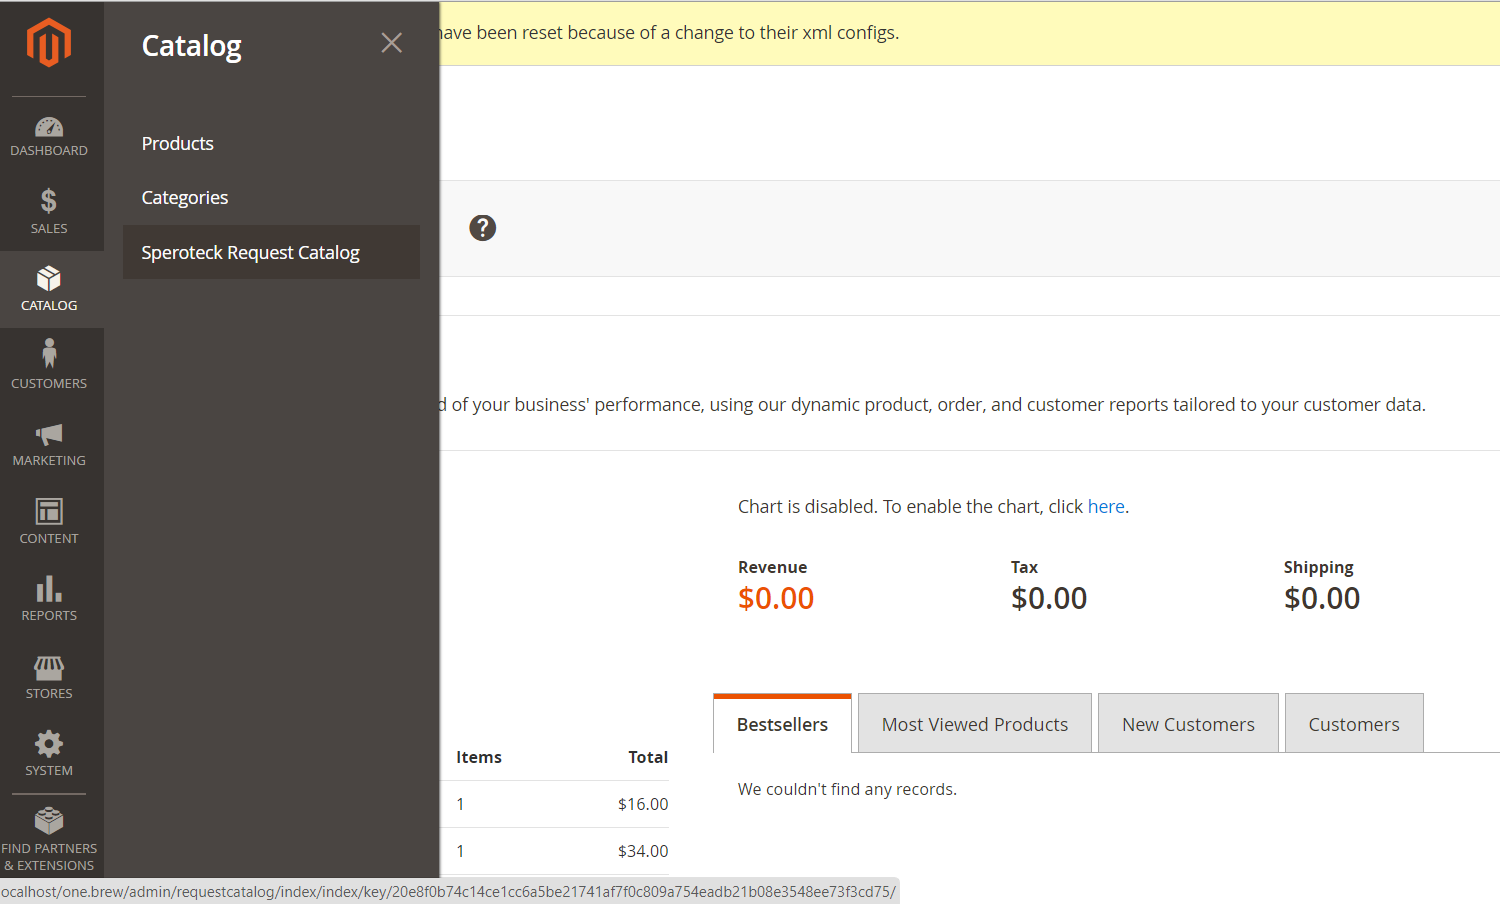 Catalog
have been reset because of a change to their xml configs.
DASHBOARD
SALES
CATALOG
CUSTOMERS
MARKETING
CONTENT
REPORTS
STORES
SYSTEM
FIND PARTNERS
& EXTENSIONS
Products
Categories
Speroteck Request Catalog
?
d of your business' performance, using our dynamic product, order, and customer reports tailored to your customer data.
Chart is disabled. To enable the chart, click here.
Revenue Tax Shipping
$0.00 $0.00 $0.00
Bestsellers Most Viewed Products New Customers Customers
We couldn't find any records.
Items Total
1 $16.00
1 $34.00
ocalhost/one.brew/admin/requestcatalog/index/index/key/20e8f0b74c14ce1cc6a5be21741af7f0c809a754eadb21b08e3548ee73f3cd75/